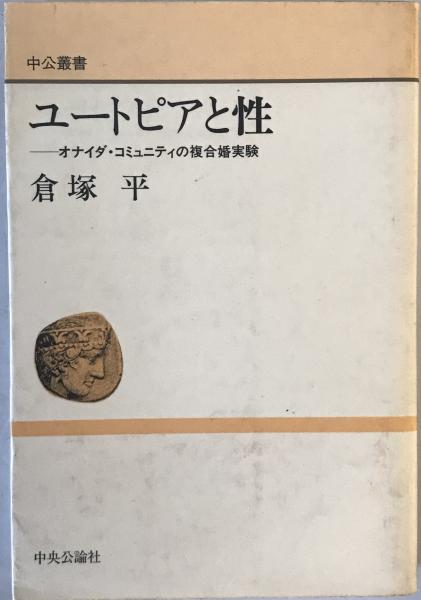 中公叢書
ユートピアと性
──オナイダ・コミュニティの複合婚実験
倉塚 平
中央公論社